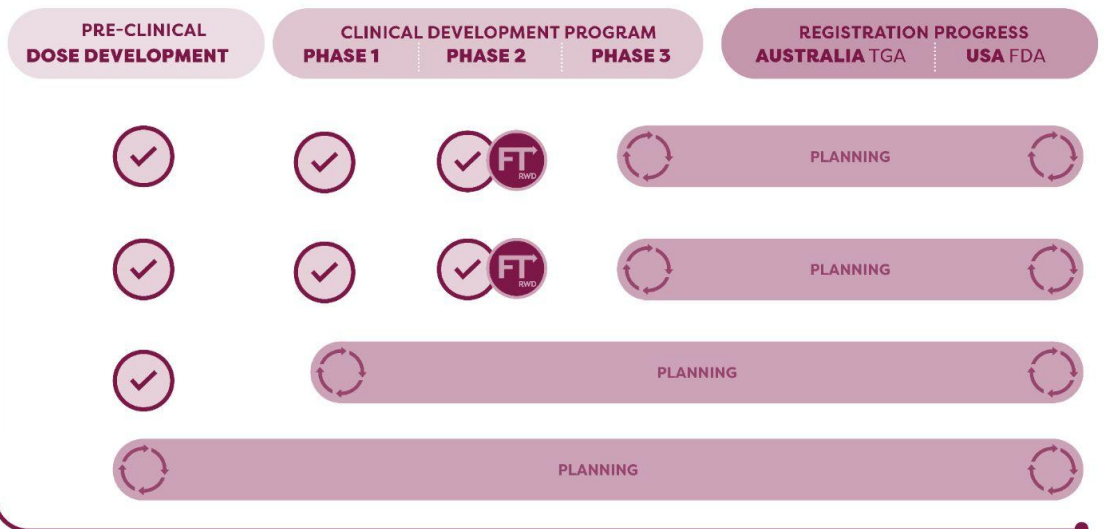 PRE-CLINICAL
DOSE DEVELOPMENT
CLINICAL DEVELOPMENT PROGRAM
PHASE 1 PHASE 2 PHASE 3
REGISTRATION PROGRESS
AUSTRALIA TGA USA FDA
FT RWD
PLANNING
FT RWD
PLANNING
PLANNING
PLANNING